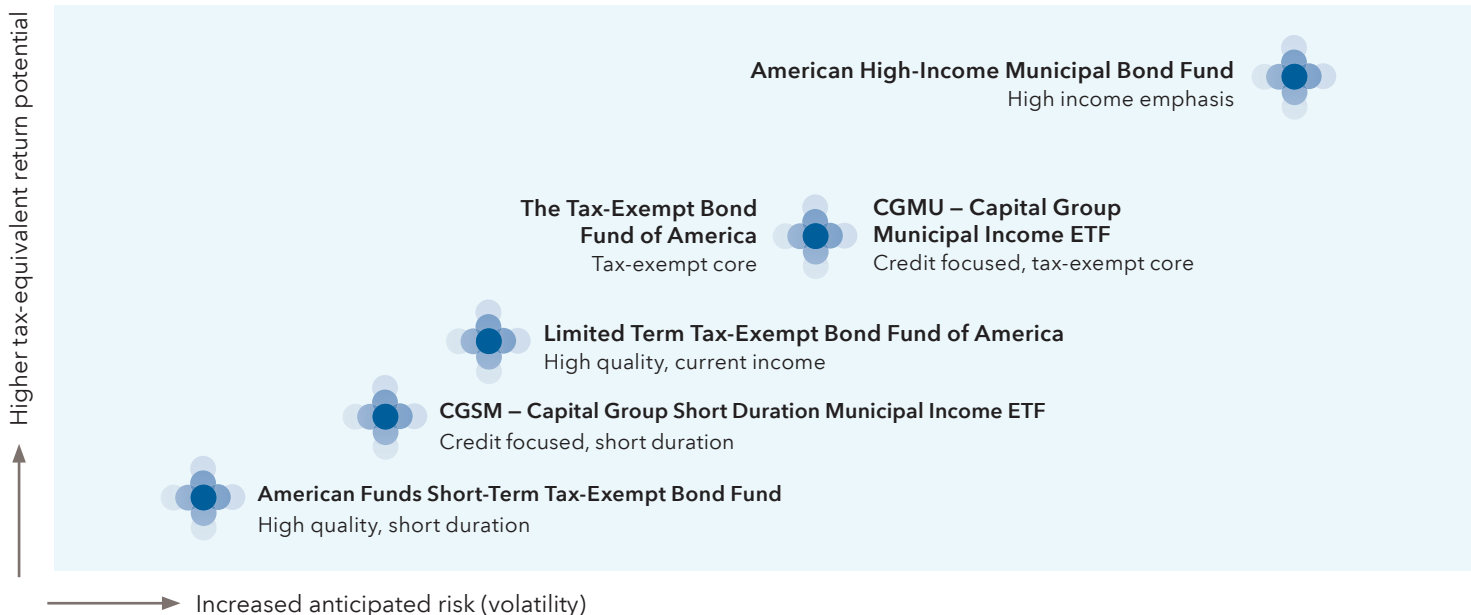 Higher tax-equivalent return potential
American High-Income Municipal Bond Fund
High income emphasis
The Tax-Exempt Bond
Fund of America
Tax-exempt core
CGMU – Capital Group
Municipal Income ETF
Credit focused, tax-exempt core
Limited Term Tax-Exempt Bond Fund of America
High quality, current income
CGSM – Capital Group Short Duration Municipal Income ETF
Credit focused, short duration
American Funds Short-Term Tax-Exempt Bond Fund
High quality, short duration
Increased anticipated risk (volatility)